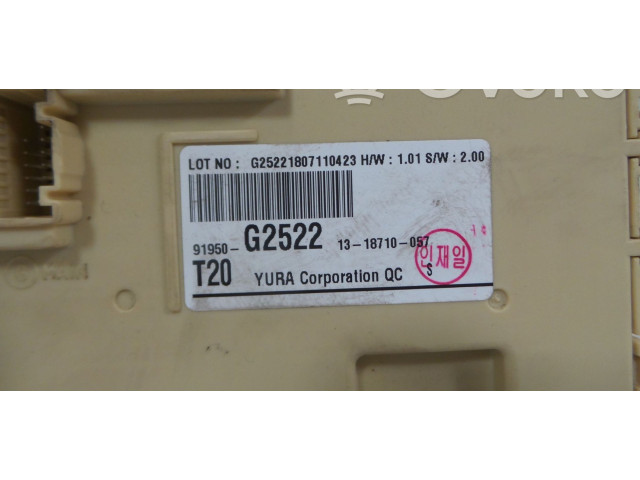 LOT NO : G25221807110423 H/W : 1.01 S/W : 2.00
91950-G2522 13-18710-057
T20 YURA Corporation QC S
인재일